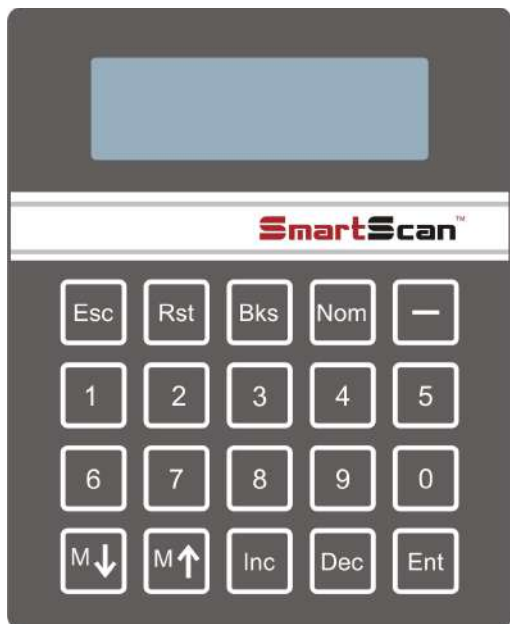 SmartScan™
Esc Rst Bks Nom —
1 2 3 4 5
6 7 8 9 0
M↓ M↑ Inc Dec Ent